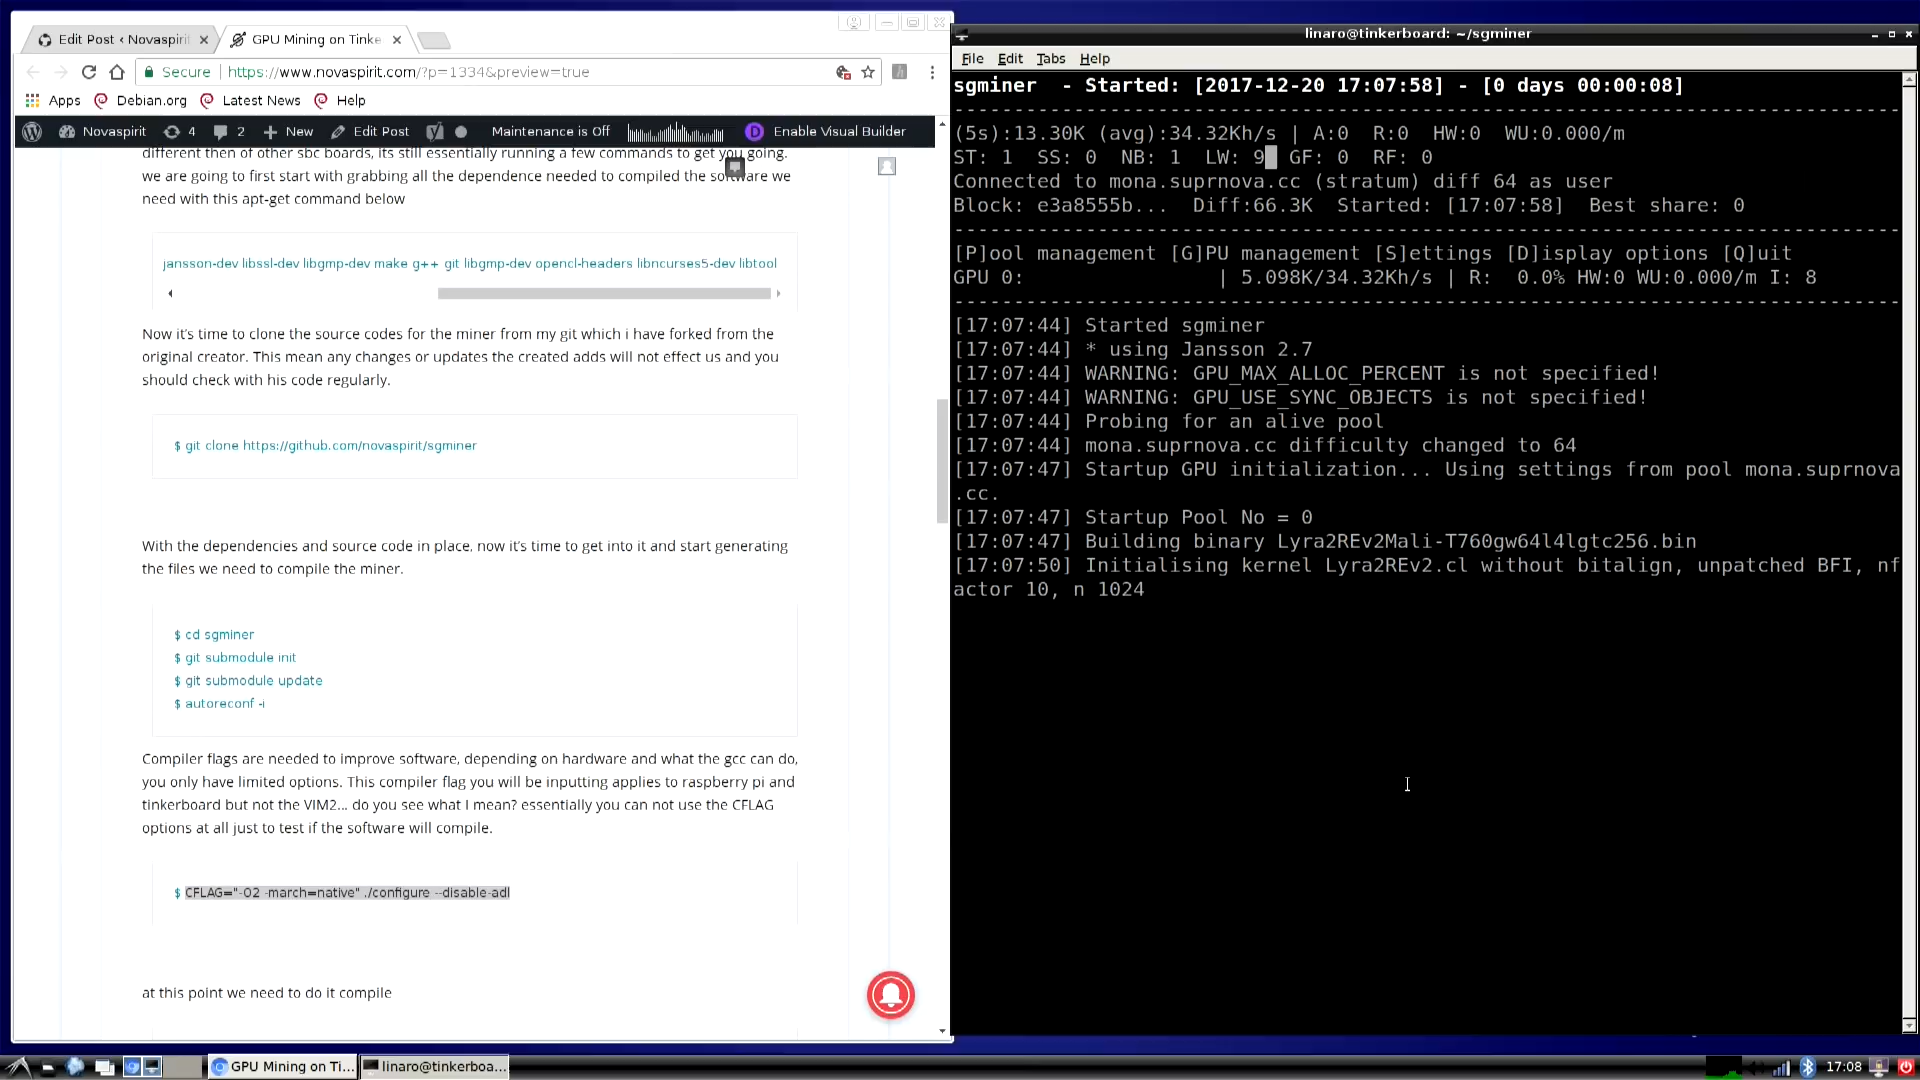 Edit Post ‹ Novaspirit
GPU Mining on Tinke
Secure
https://www.novaspirit.com/?p=1334&preview=true
Apps
Debian.org
Latest News
Help
Novaspirit
4
2
New
Edit Post
Maintenance is Off
Enable Visual Builder
different then of other sbc boards, its still essentially running a few commands to get you going.
we are going to first start with grabbing all the dependence needed to compiled the software we
need with this apt-get command below
jansson-dev libssl-dev libgmp-dev make g++ git libgmp-dev opencl-headers libncurses5-dev libtool
Now it’s time to clone the source codes for the miner from my git which i have forked from the
original creator. This mean any changes or updates the created adds will not effect us and you
should check with his code regularly.
$ git clone https://github.com/novaspirit/sgminer
With the dependencies and source code in place, now it’s time to get into it and start generating
the files we need to compile the miner.
$ cd sgminer
$ git submodule init
$ git submodule update
$ autoreconf -i
Compiler flags are needed to improve software, depending on hardware and what the gcc can do,
you only have limited options. This compiler flag you will be inputting applies to raspberry pi and
tinkerboard but not the VIM2… do you see what I mean? essentially you can not use the CFLAG
options at all just to test if the software will compile.
$ CFLAG="-O2 -march=native" ./configure --disable-adl
at this point we need to do it compile
linaro@tinkerboard: ~/sgminer
File Edit Tabs Help
sgminer - Started: [2017-12-20 17:07:58] - [0 days 00:00:08]
--------------------------------------------------------------------------------
(5s):13.30K (avg):34.32Kh/s | A:0 R:0 HW:0 WU:0.000/m
ST: 1 SS: 0 NB: 1 LW: 9 GF: 0 RF: 0
Connected to mona.suprnova.cc (stratum) diff 64 as user
Block: e3a8555b... Diff:66.3K Started: [17:07:58] Best share: 0
--------------------------------------------------------------------------------
[P]ool management [G]PU management [S]ettings [D]isplay options [Q]uit
GPU 0: | 5.098K/34.32Kh/s | R: 0.0% HW:0 WU:0.000/m I: 8
--------------------------------------------------------------------------------
[17:07:44] Started sgminer
[17:07:44] * using Jansson 2.7
[17:07:44] WARNING: GPU_MAX_ALLOC_PERCENT is not specified!
[17:07:44] WARNING: GPU_USE_SYNC_OBJECTS is not specified!
[17:07:44] Probing for an alive pool
[17:07:44] mona.suprnova.cc difficulty changed to 64
[17:07:47] Startup GPU initialization... Using settings from pool mona.suprnova
.cc.
[17:07:47] Startup Pool No = 0
[17:07:47] Building binary Lyra2REv2Mali-T760gw64l4lgtc256.bin
[17:07:50] Initialising kernel Lyra2REv2.cl without bitalign, unpatched BFI, nf
actor 10, n 1024
GPU Mining on Ti...
linaro@tinkerboa...
17:08